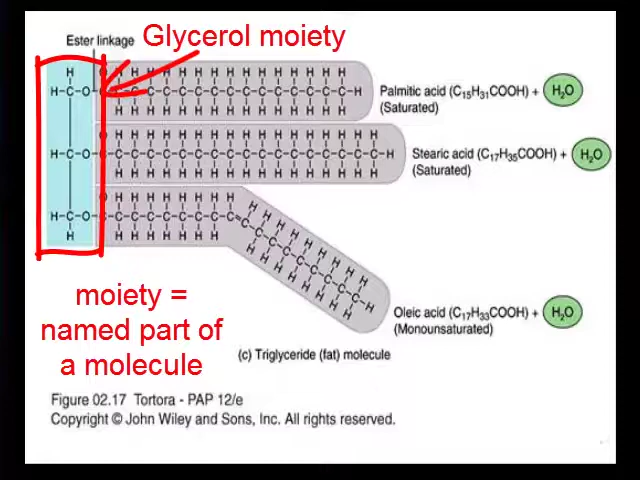 Ester linkage
Glycerol moiety
Palmitic acid (C15H31COOH) + H2O
(Saturated)
Stearic acid (C17H35COOH) + H2O
(Saturated)
moiety =
named part of
a molecule
Oleic acid (C17H33COOH) + H2O
(Monounsaturated)
(c) Triglyceride (fat) molecule
Figure 02.17 Tortora - PAP 12/e
Copyright © John Wiley and Sons, Inc. All rights reserved.